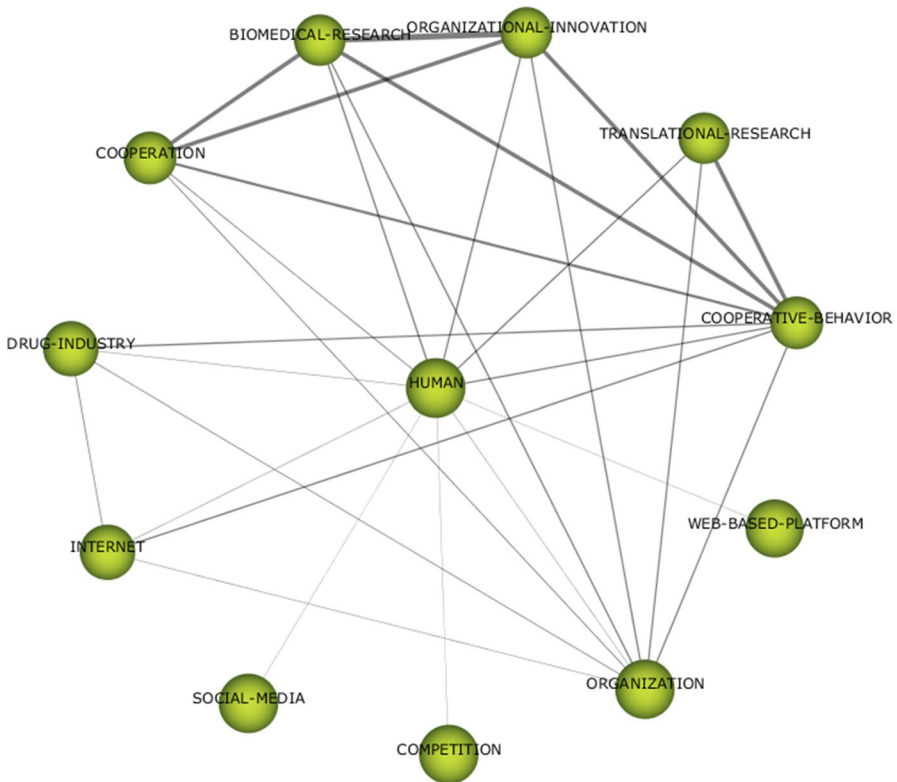 BIOMEDICAL-RESEARCH
ORGANIZATIONAL-INNOVATION
TRANSLATIONAL-RESEARCH
COOPERATION
COOPERATIVE-BEHAVIOR
DRUG-INDUSTRY
HUMAN
WEB-BASED-PLATFORM
INTERNET
ORGANIZATION
SOCIAL-MEDIA
COMPETITION